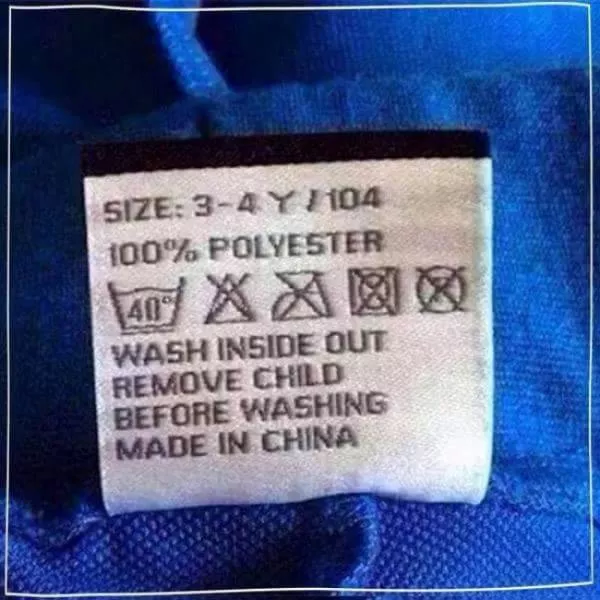 SIZE: 3-4 Y / 104
100% POLYESTER
40°
WASH INSIDE OUT
REMOVE CHILD
BEFORE WASHING
MADE IN CHINA